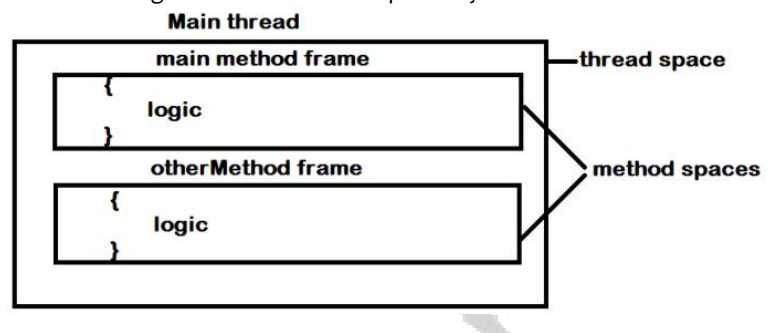 Main thread
main method frame
thread space
{
logic
}
otherMethod frame
method spaces
{
logic
}